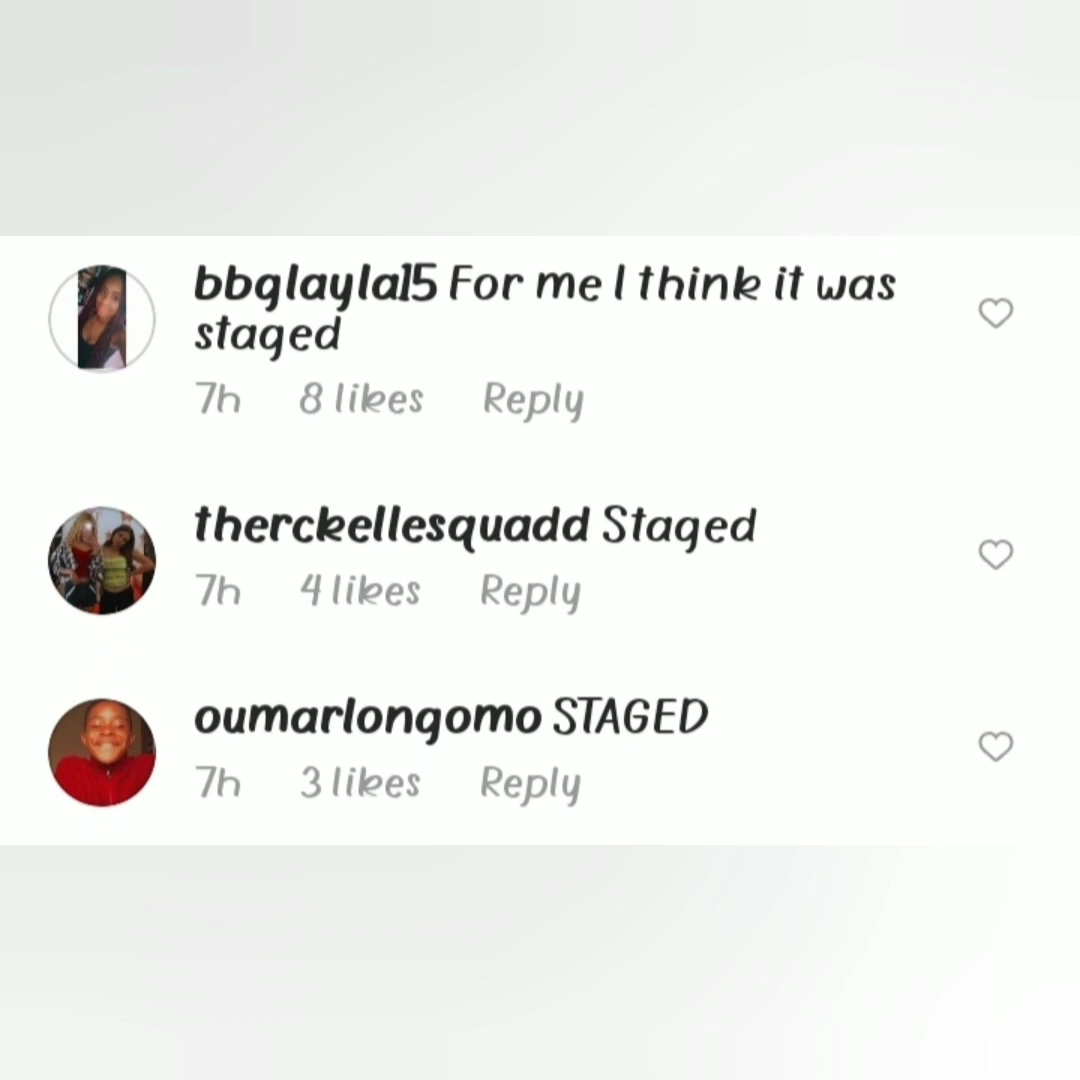 bbglayla15 For me I think it was
staged
7h 8 likes Reply
therckellesquadd Staged
7h 4 likes Reply
oumarlongomo STAGED
7h 3 likes Reply